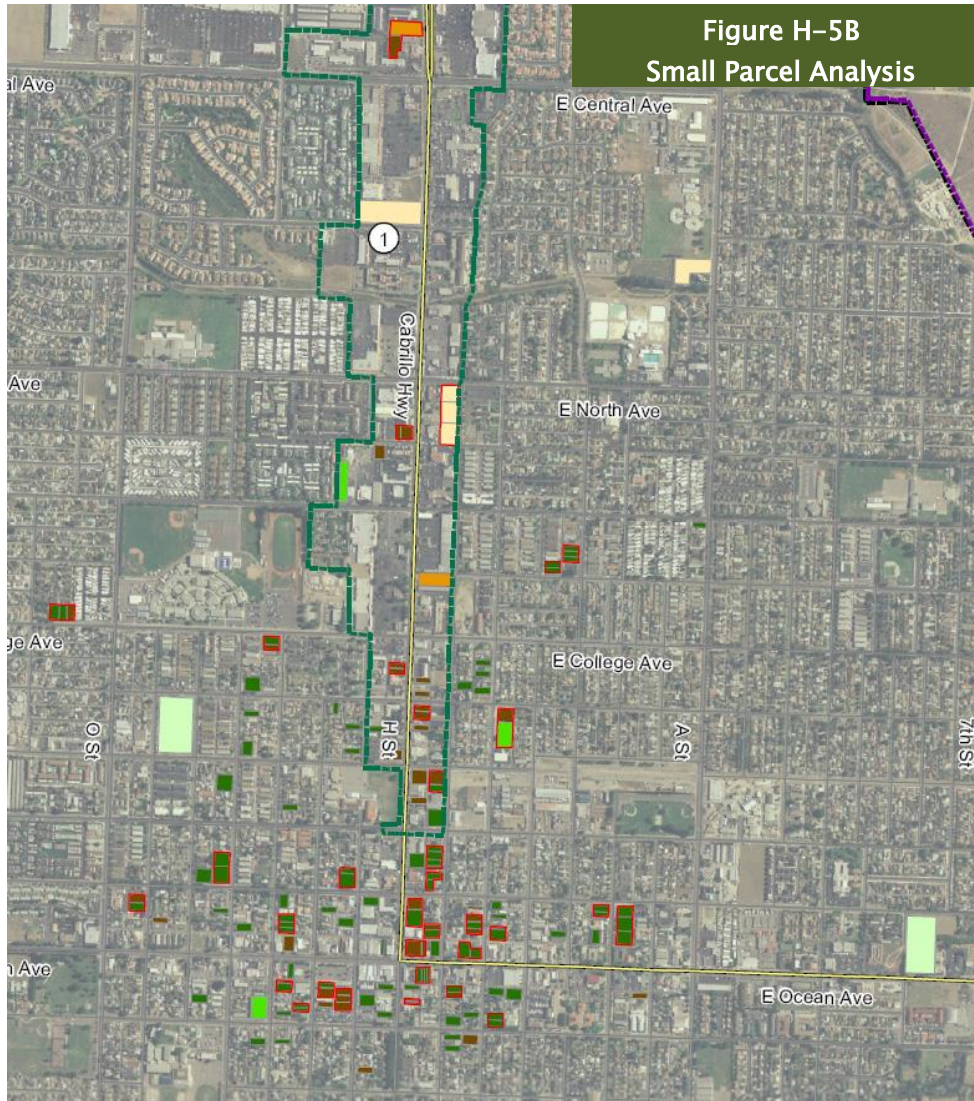 Figure H-5B
Small Parcel Analysis
al Ave
E Central Ave
1
Cabrillo Hwy
Ave
E North Ave
ge Ave
E College Ave
O St
H St
A St
7th St
n Ave
E Ocean Ave